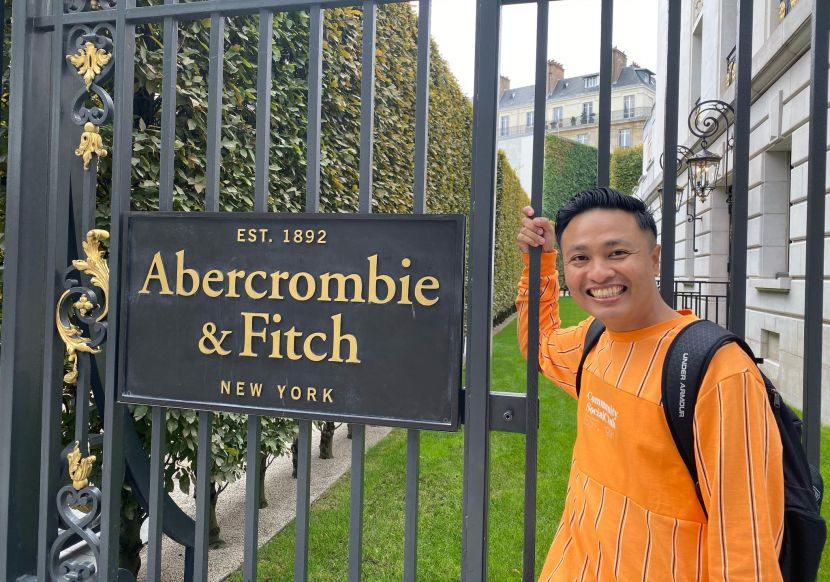 EST. 1892
Abercrombie
& Fitch
NEW YORK
UNDER ARMOUR
Community
Social Club